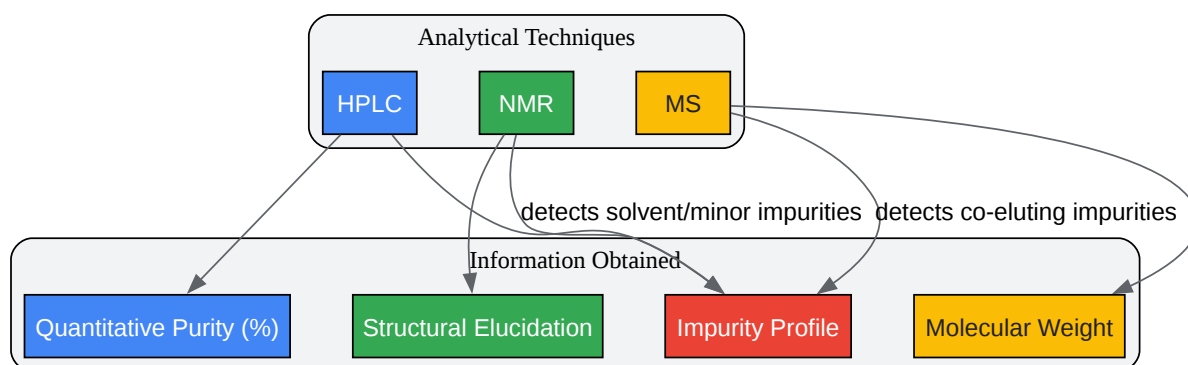 Analytical Techniques
HPLC
NMR
MS
detects solvent/minor impurities
detects co-eluting impurities
Information Obtained
Quantitative Purity (%)
Structural Elucidation
Impurity Profile
Molecular Weight